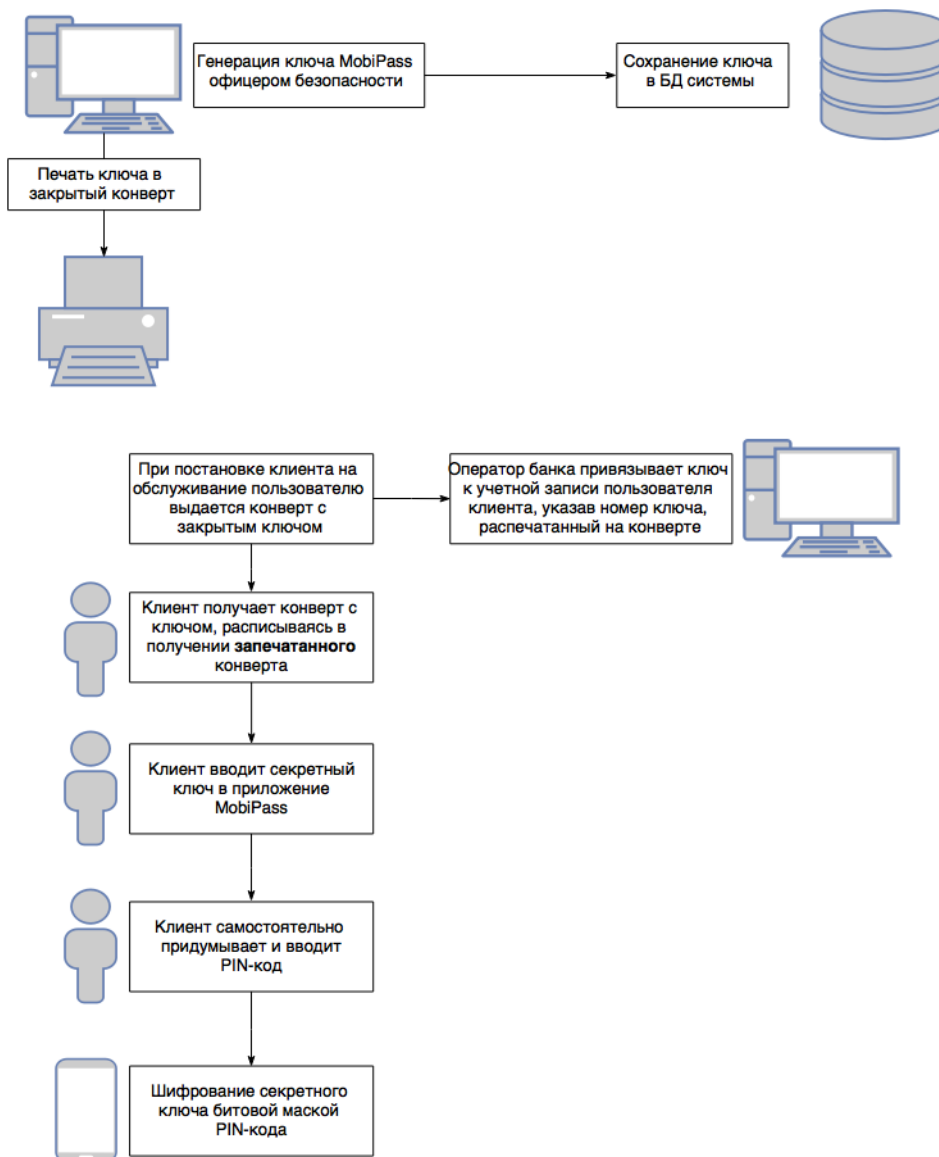 Генерация ключа MobiPass
офицером безопасности
Сохранение ключа
в БД системы
Печать ключа в
закрытый конверт
При постановке клиента на
обслуживание пользователю
выдается конверт с
закрытым ключом
Оператор банка привязывает ключ
к учетной записи пользователя
клиента, указав номер ключа,
распечатанный на конверте
Клиент получает конверт с
ключом, расписываясь в
получении запечатанного
конверта
Клиент вводит секретный
ключ в приложение
MobiPass
Клиент самостоятельно
придумывает и вводит
PIN-код
Шифрование секретного
ключа битовой маской
PIN-кода